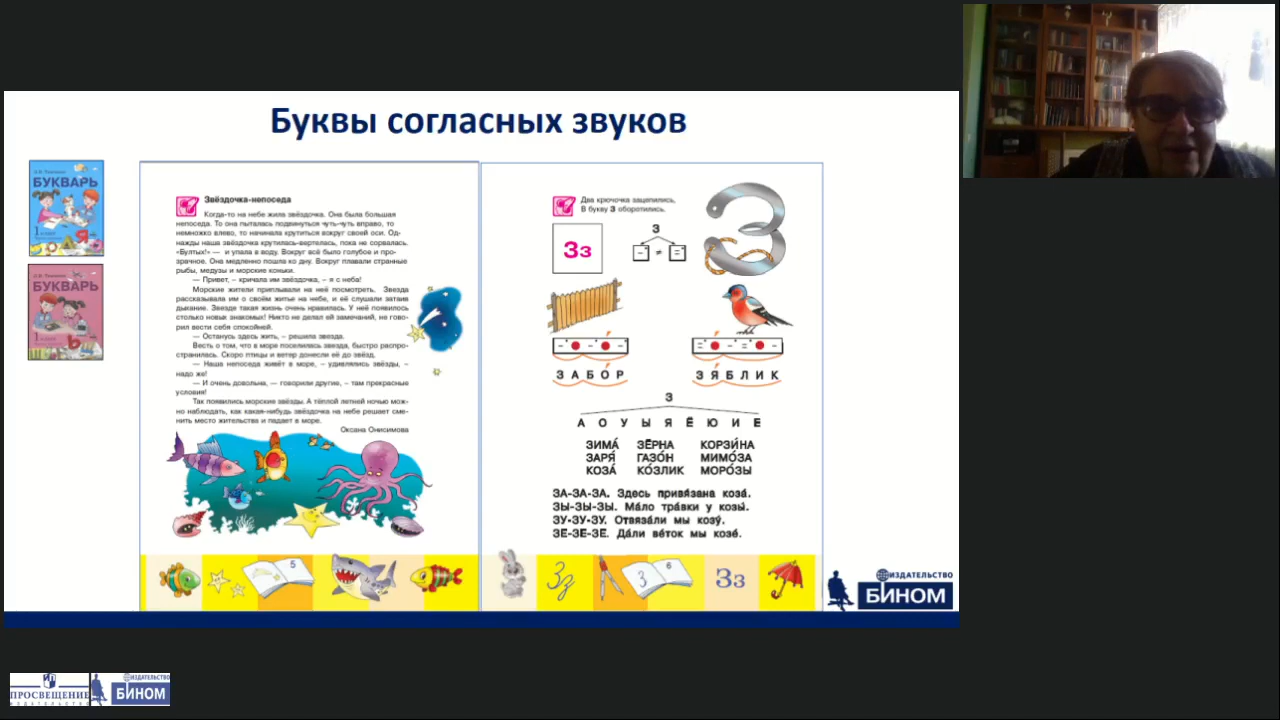 Буквы согласных звуков
БУКВАРЬ
1
БУКВАРЬ
1
Звёздочка-непоседа
Когда-то на небе жила звёздочка. Она была большая
непоседа. То она пыталась подвинуться чуть-чуть вправо, то
немножко влево, то начинала крутиться вокруг своей оси. Од-
нажды наша звёздочка крутилась-вертелась, пока не сорвалась.
«Бултых!» — и упала в воду. Вокруг всё было голубое и про-
зрачное. Она медленно пошла ко дну. Вокруг плавали странные
рыбы, медузы и морские коньки.
— Привет, – кричала им звёздочка, – я с неба!
Морские жители приплывали на неё посмотреть. Звезда
рассказывала им о своём житье на небе, и её слушали затаив
дыхание. Звезде такая жизнь очень нравилась. У неё появилось
столько новых знакомых! Никто не делал ей замечаний, не гово-
рил вести себя спокойней.
— Останусь здесь жить, – решила звезда.
Весть о том, что в море поселилась звезда, быстро распро-
странилась. Скоро птицы и ветер донесли её до звёзд.
— Наша непоседа живёт в море, – удивлялись звёзды, –
надо же!
— И очень довольна, — говорили другие, – там прекрасные
условия!
Так появились морские звёзды. А тёплой летней ночью мож-
но наблюдать, как какая-нибудь звёздочка на небе решает сме-
нить место жительства и падает в море.
Оксана Онисимова
5
Два крючочка зацепились,
В букву З оборотились.
Зз
З
- ≠ =
ЗАБО́Р
ЗЯ́БЛИК
З
А О У Ы Я Ё Ю И Е
ЗИМА́ ЗЁРНА КОРЗИ́НА
ЗАРЯ́ ГАЗО́Н МИМО́ЗА
КОЗА́ КО́ЗЛИК МОРО́ЗЫ
ЗА-ЗА-ЗА. Здесь привя́зана коза́.
ЗЫ-ЗЫ-ЗЫ. Ма́ло тра́вки у козы́.
ЗУ-ЗУ-ЗУ. Отвяза́ли мы козу́.
ЗЕ-ЗЕ-ЗЕ. Да́ли ве́ток мы козе́.
Зз
6
Зз
ИЗДАТЕЛЬСТВО
БИНОМ
ПРОСВЕЩЕНИЕ
ИЗДАТЕЛЬСТВО
ИЗДАТЕЛЬСТВО
БИНОМ